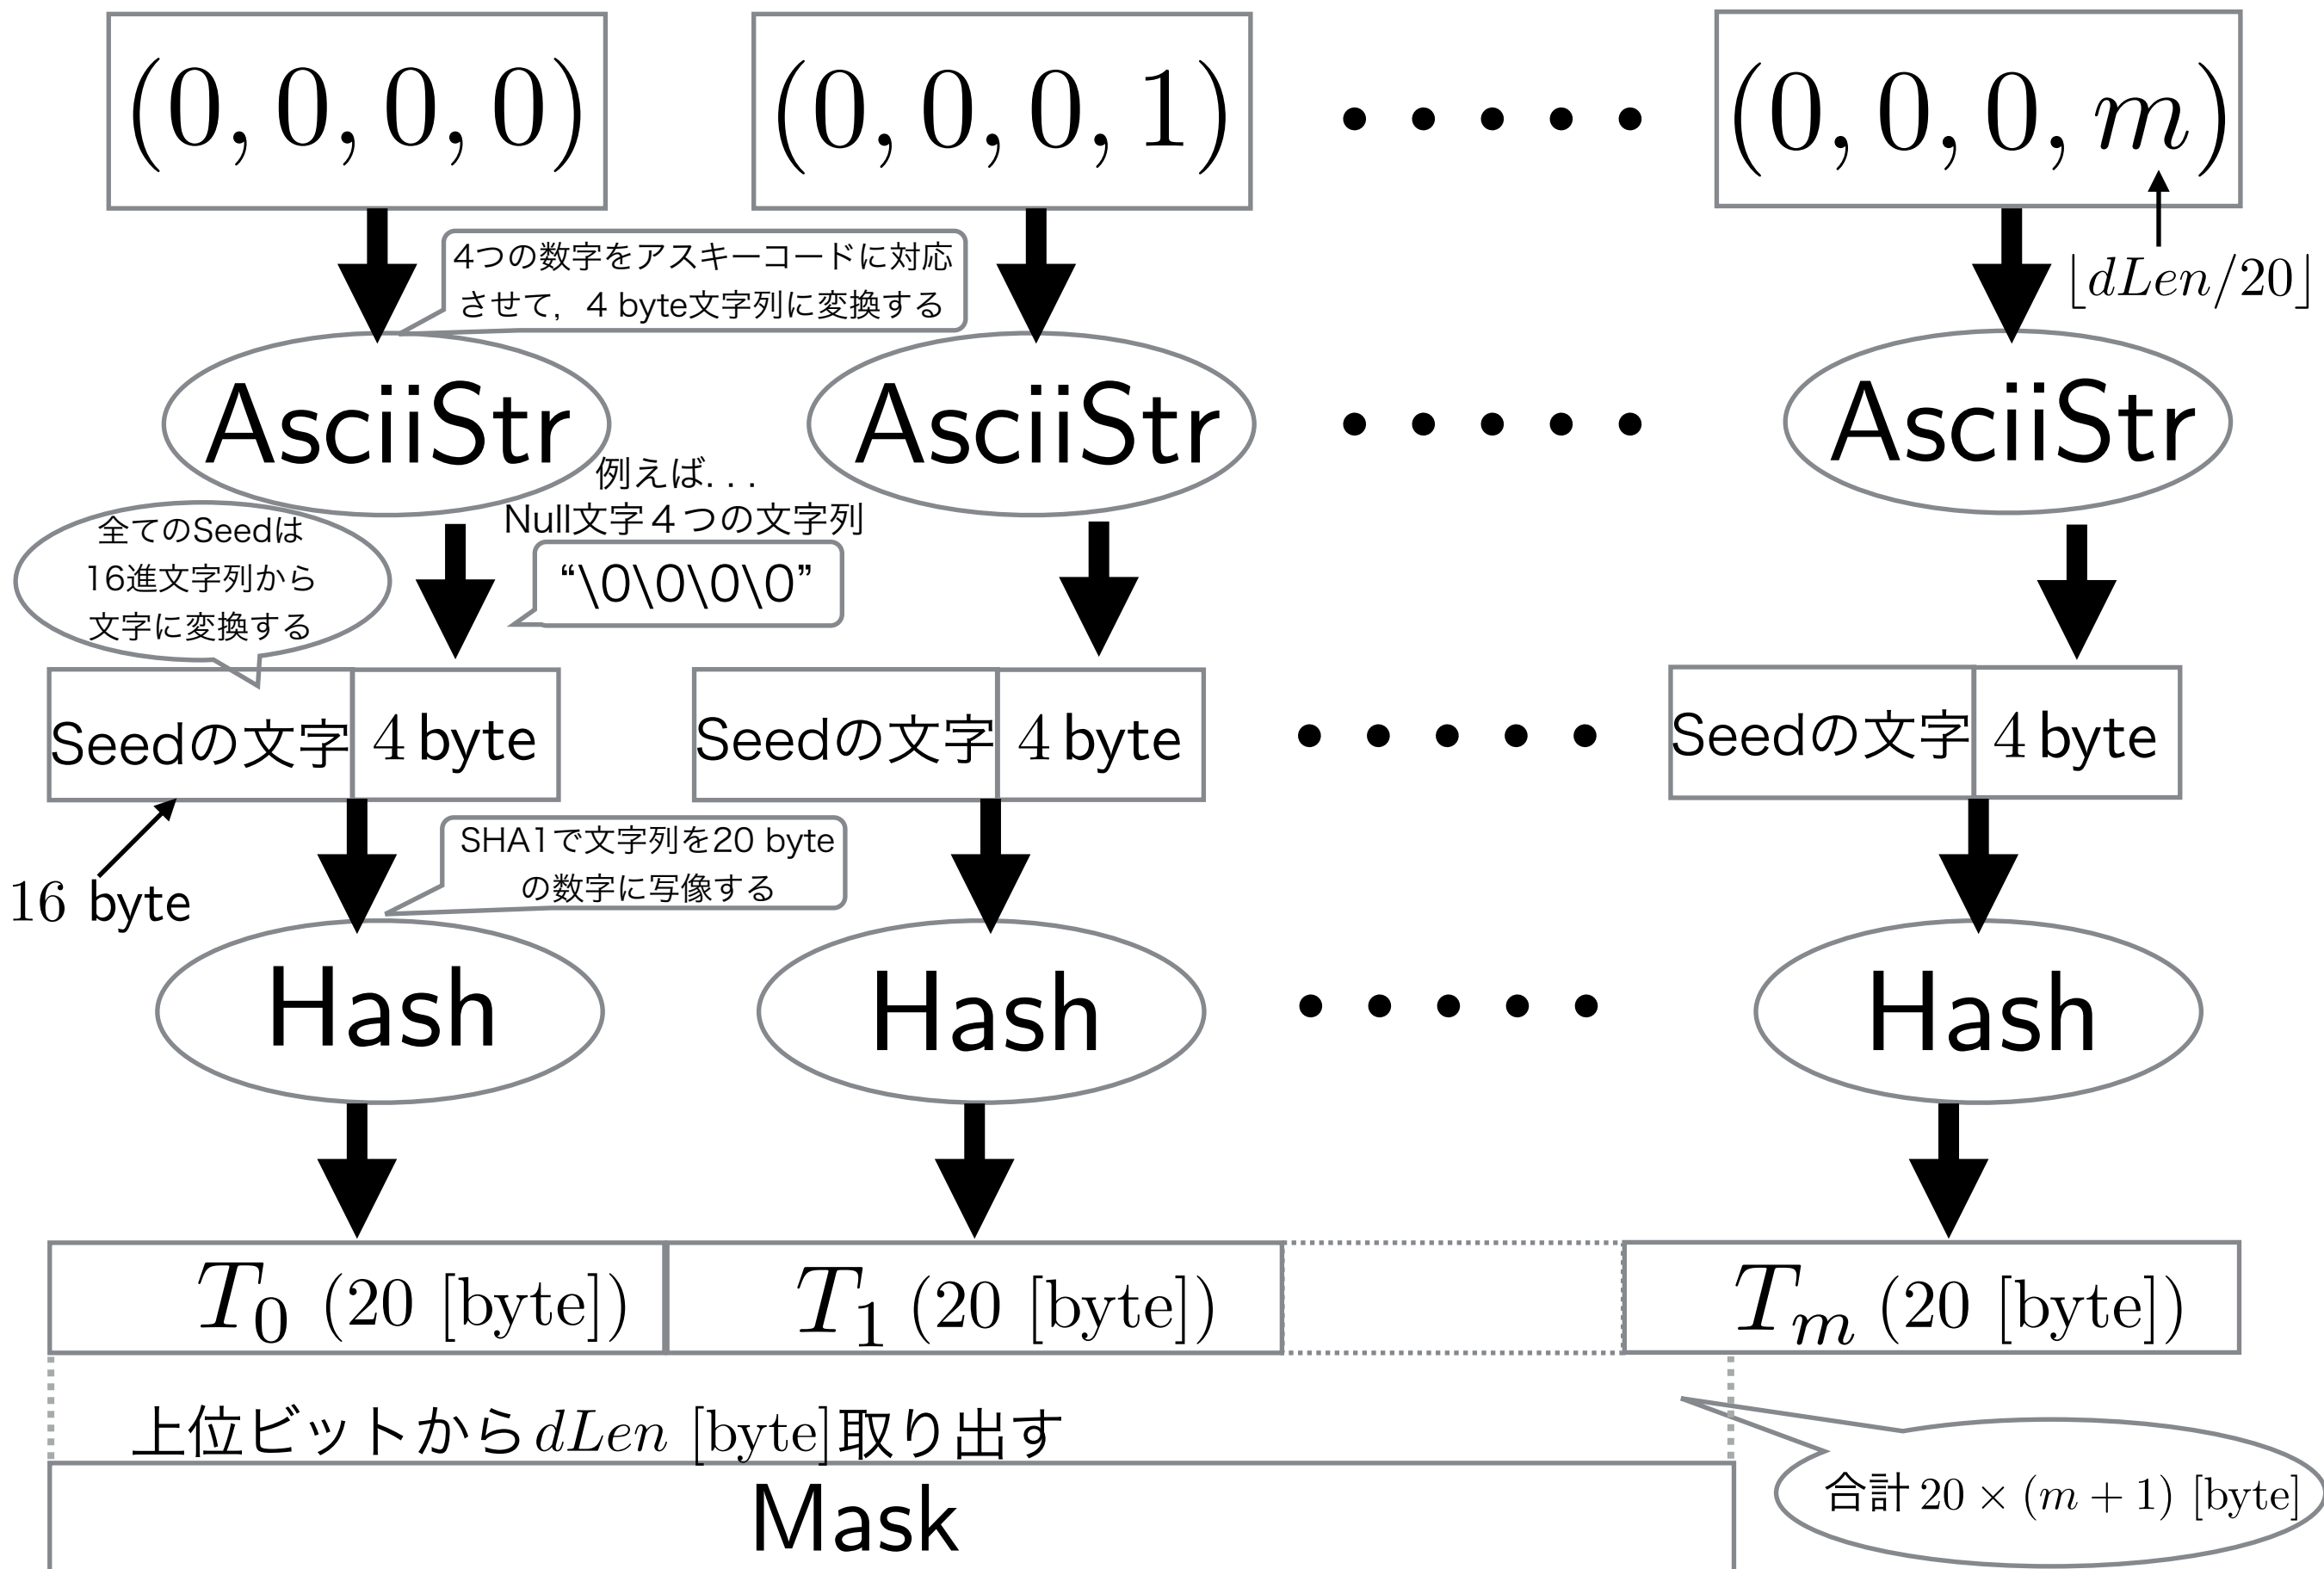 (0, 0, 0, 0)
(0, 0, 0, 1)
(0, 0, 0, m)
⌊dLen/20⌋
4つの数字をアスキーコードに対応
させて，4 byte文字列に変換する
AsciiStr
AsciiStr
AsciiStr
例えば...
Null文字４つの文字列
“\0\0\0\0”
全てのSeedは
16進文字列から
文字に変換する
Seedの文字
4 byte
Seedの文字
4 byte
Seedの文字
4 byte
16 byte
SHA1で文字列を20 byte
の数字に写像する
Hash
Hash
Hash
T0 (20 [byte])
T1 (20 [byte])
Tm (20 [byte])
上位ビットからdLen [byte]取り出す
合計 20 × (m + 1) [byte]
Mask